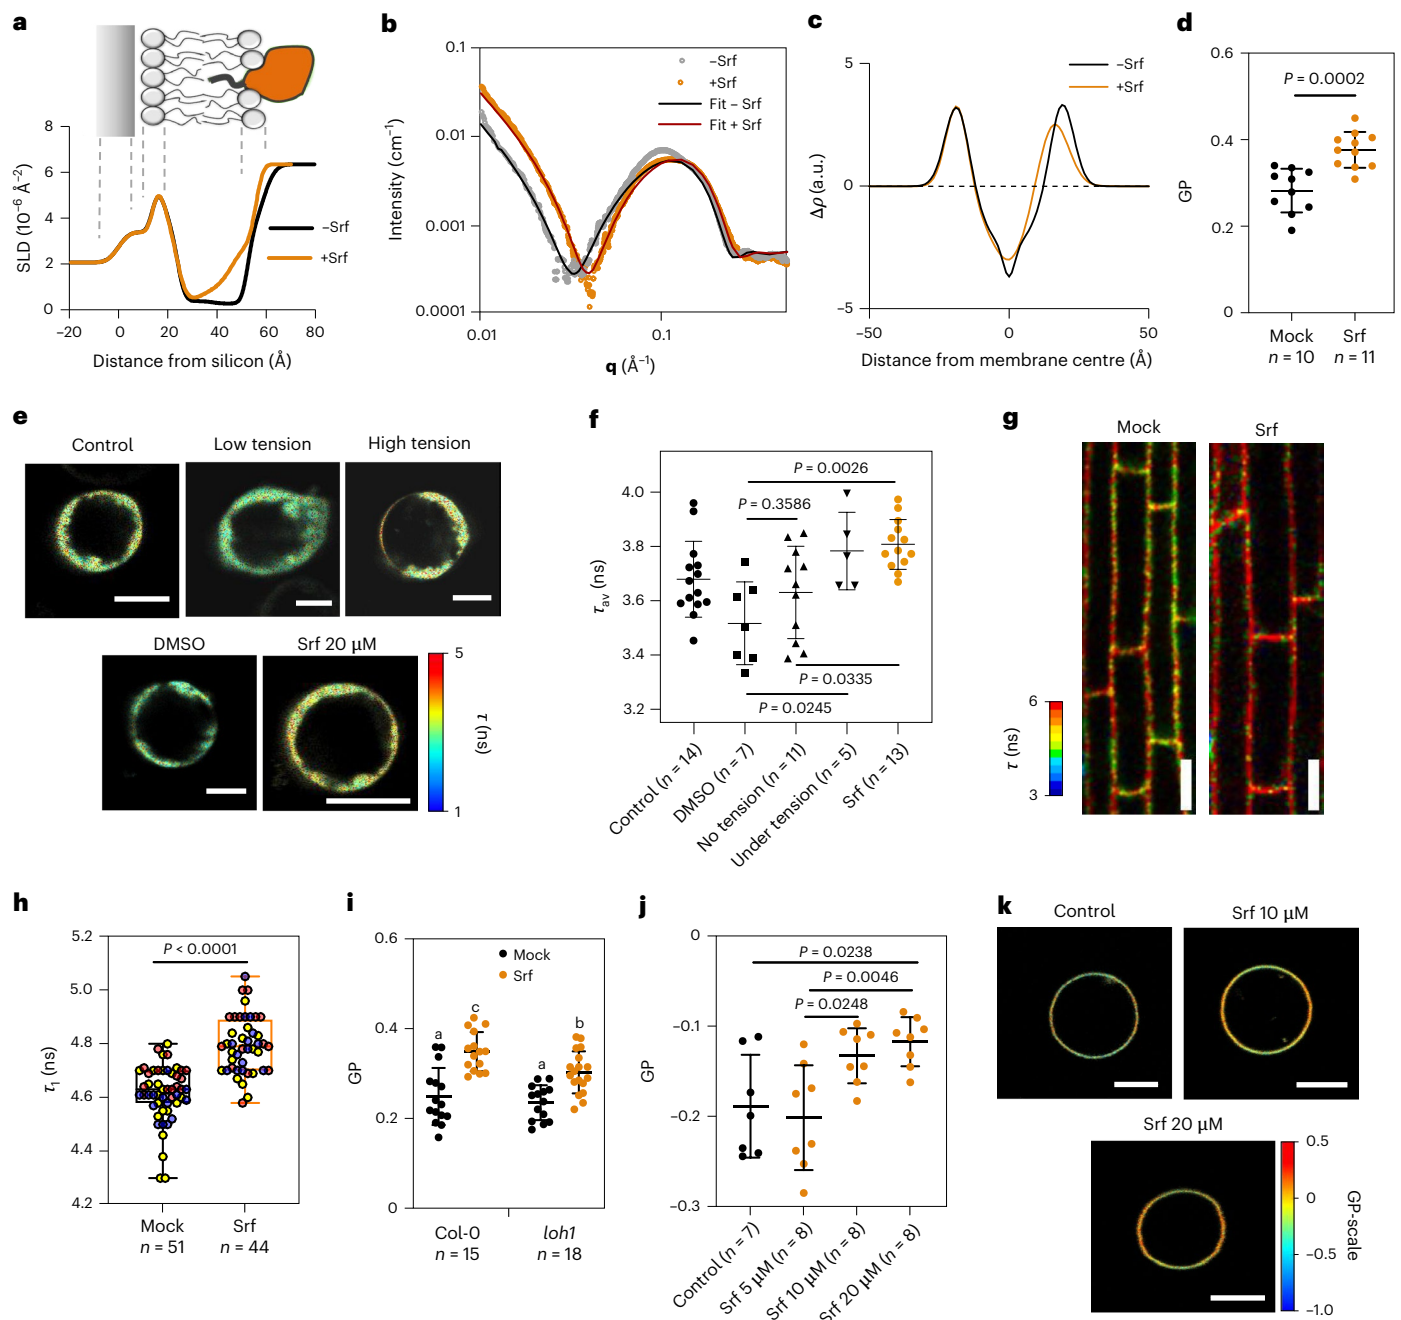 a
8
6
4
2
0
SLD (10⁻⁶ Å⁻²)
–Srf
+Srf
–20
0
20
40
60
80
Distance from silicon (Å)
b
0.1
0.01
0.001
0.0001
Intensity (cm⁻¹)
–Srf
+Srf
Fit – Srf
Fit + Srf
0.01
0.1
q (Å⁻¹)
c
5
0
–5
Δρ (a.u.)
–Srf
+Srf
–50
0
50
Distance from membrane centre (Å)
d
0.6
0.4
0.2
0
GP
P = 0.0002
Mock
n = 10
Srf
n = 11
e
Control
Low tension
High tension
DMSO
Srf 20 µM
5
1
τ (ns)
f
4.0
3.8
3.6
3.4
3.2
τav (ns)
P = 0.0026
P = 0.3586
P = 0.0335
P = 0.0245
Control (n = 14)
DMSO (n = 7)
No tension (n = 11)
Under tension (n = 5)
Srf (n = 13)
g
Mock
Srf
6
3
τ (ns)
h
5.2
5.0
4.8
4.6
4.4
4.2
τ1 (ns)
P < 0.0001
Mock
n = 51
Srf
n = 44
i
0.6
0.4
0.2
0
GP
Mock
Srf
a
c
a
b
Col-0
n = 15
loh1
n = 18
j
0
–0.1
–0.2
–0.3
GP
P = 0.0238
P = 0.0046
P = 0.0248
Control (n = 7)
Srf 5 µM (n = 8)
Srf 10 µM (n = 8)
Srf 20 µM (n = 8)
k
Control
Srf 10 µM
Srf 20 µM
0.5
0
–0.5
–1.0
GP-scale